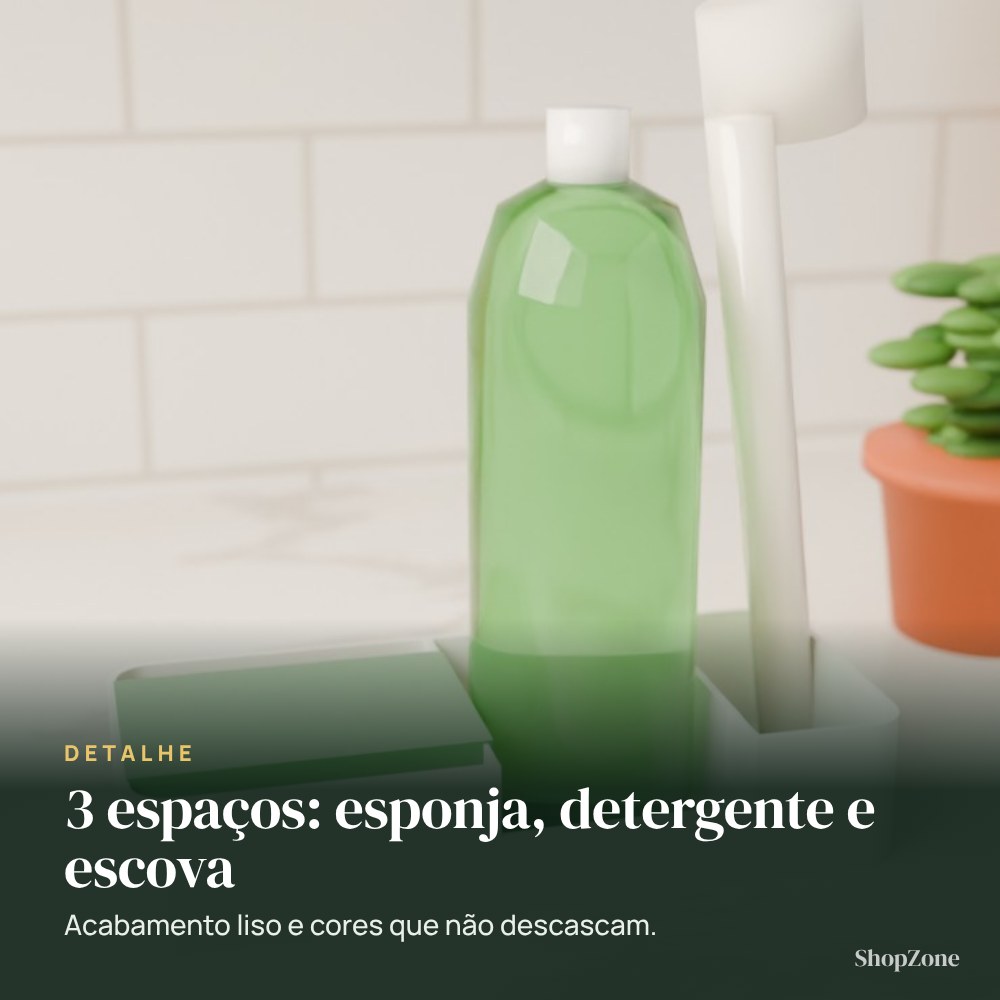 DETALHE
3 espaços: esponja, detergente e
escova
Acabamento liso e cores que não descascam.
ShopZone